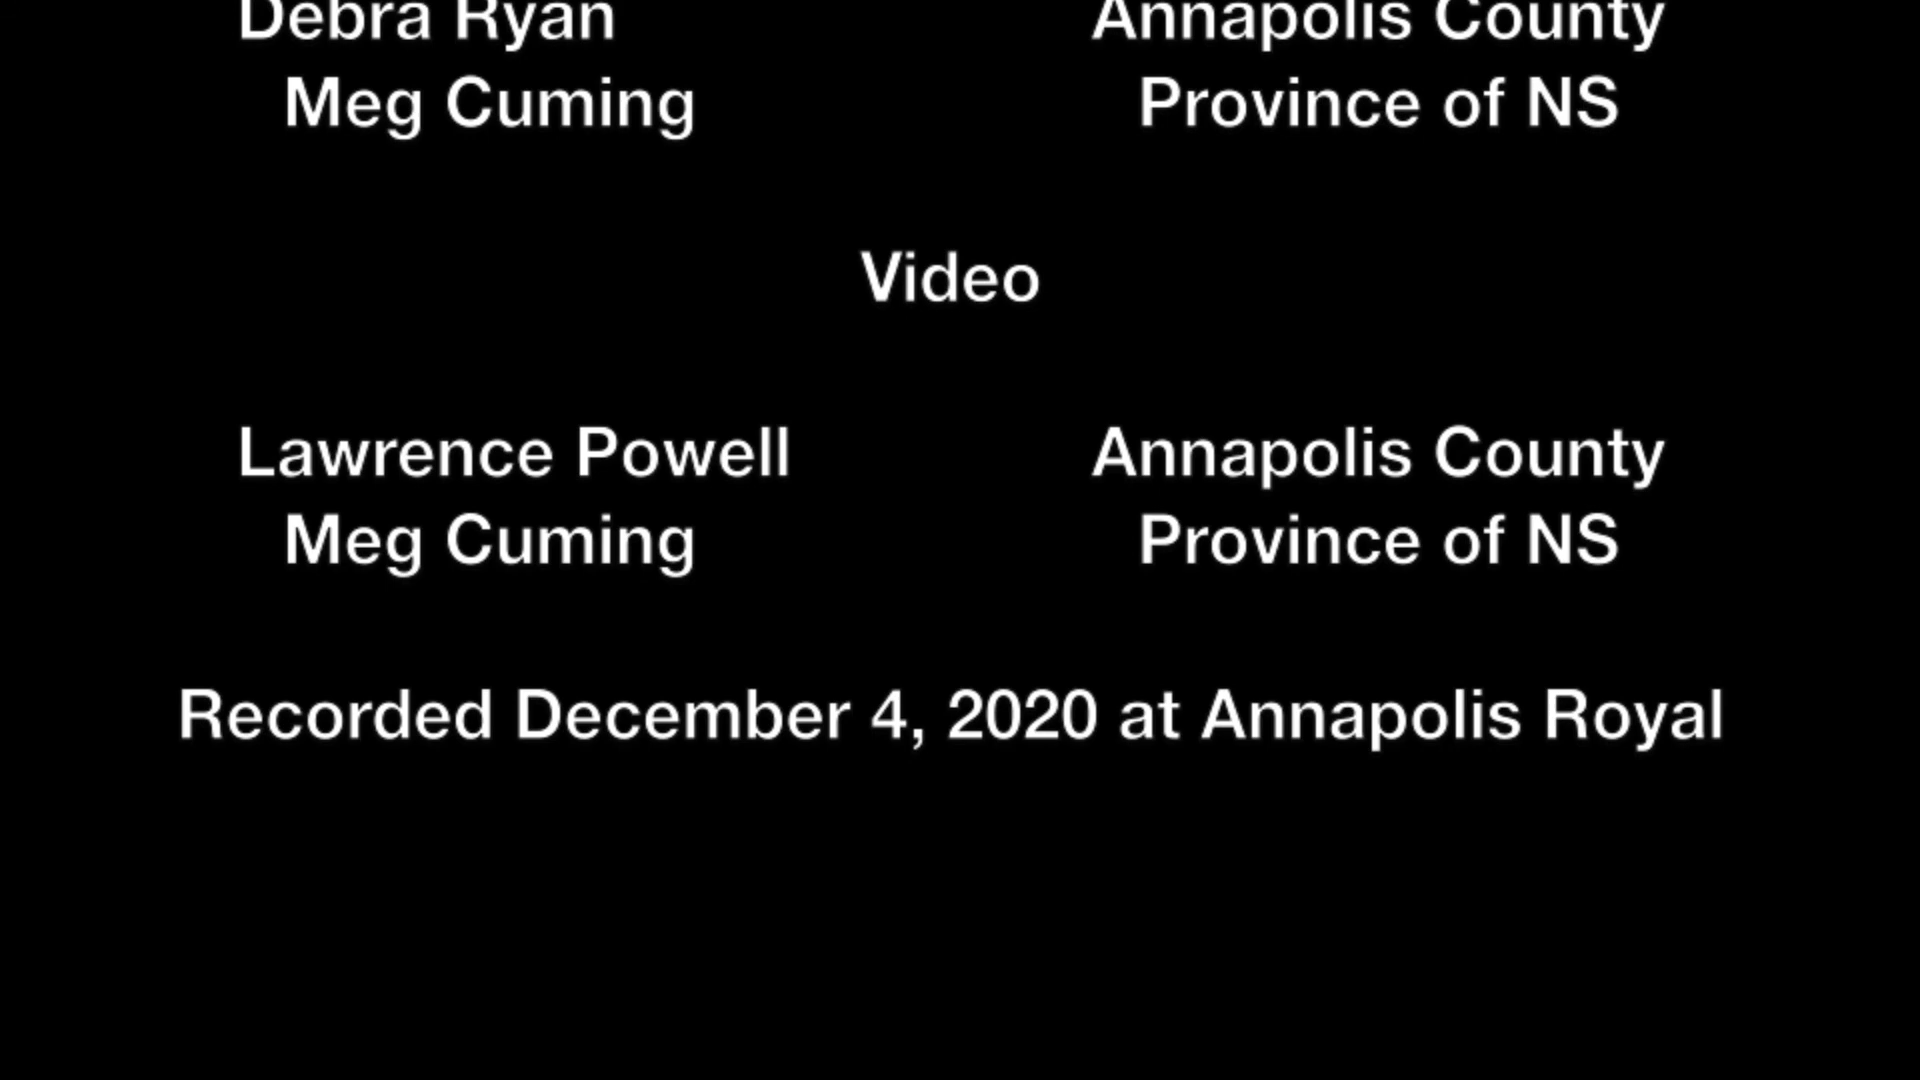 Debra Ryan Annapolis County
Meg Cuming Province of NS
Video
Lawrence Powell Annapolis County
Meg Cuming Province of NS
Recorded December 4, 2020 at Annapolis Royal